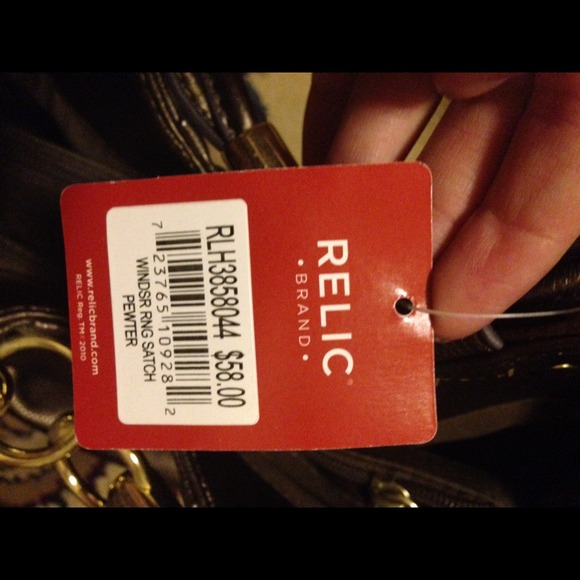 RELIC®
• BRAND •
RLH3858044 $58.00
7 23765 10928 2
WINDSR RNG SATCH
PEWTER
www.relicbrand.com
RELIC Reg. TM • 2010